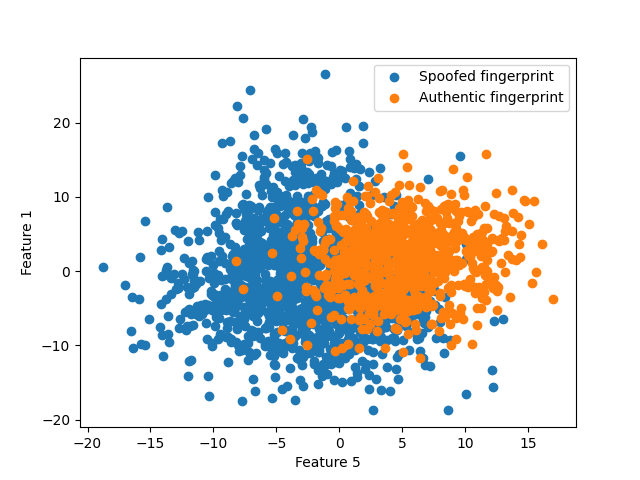 Spoofed fingerprint
Authentic fingerprint
20
10
0
−10
−20
Feature 1
−20 −15 −10 −5 0 5 10 15
Feature 5